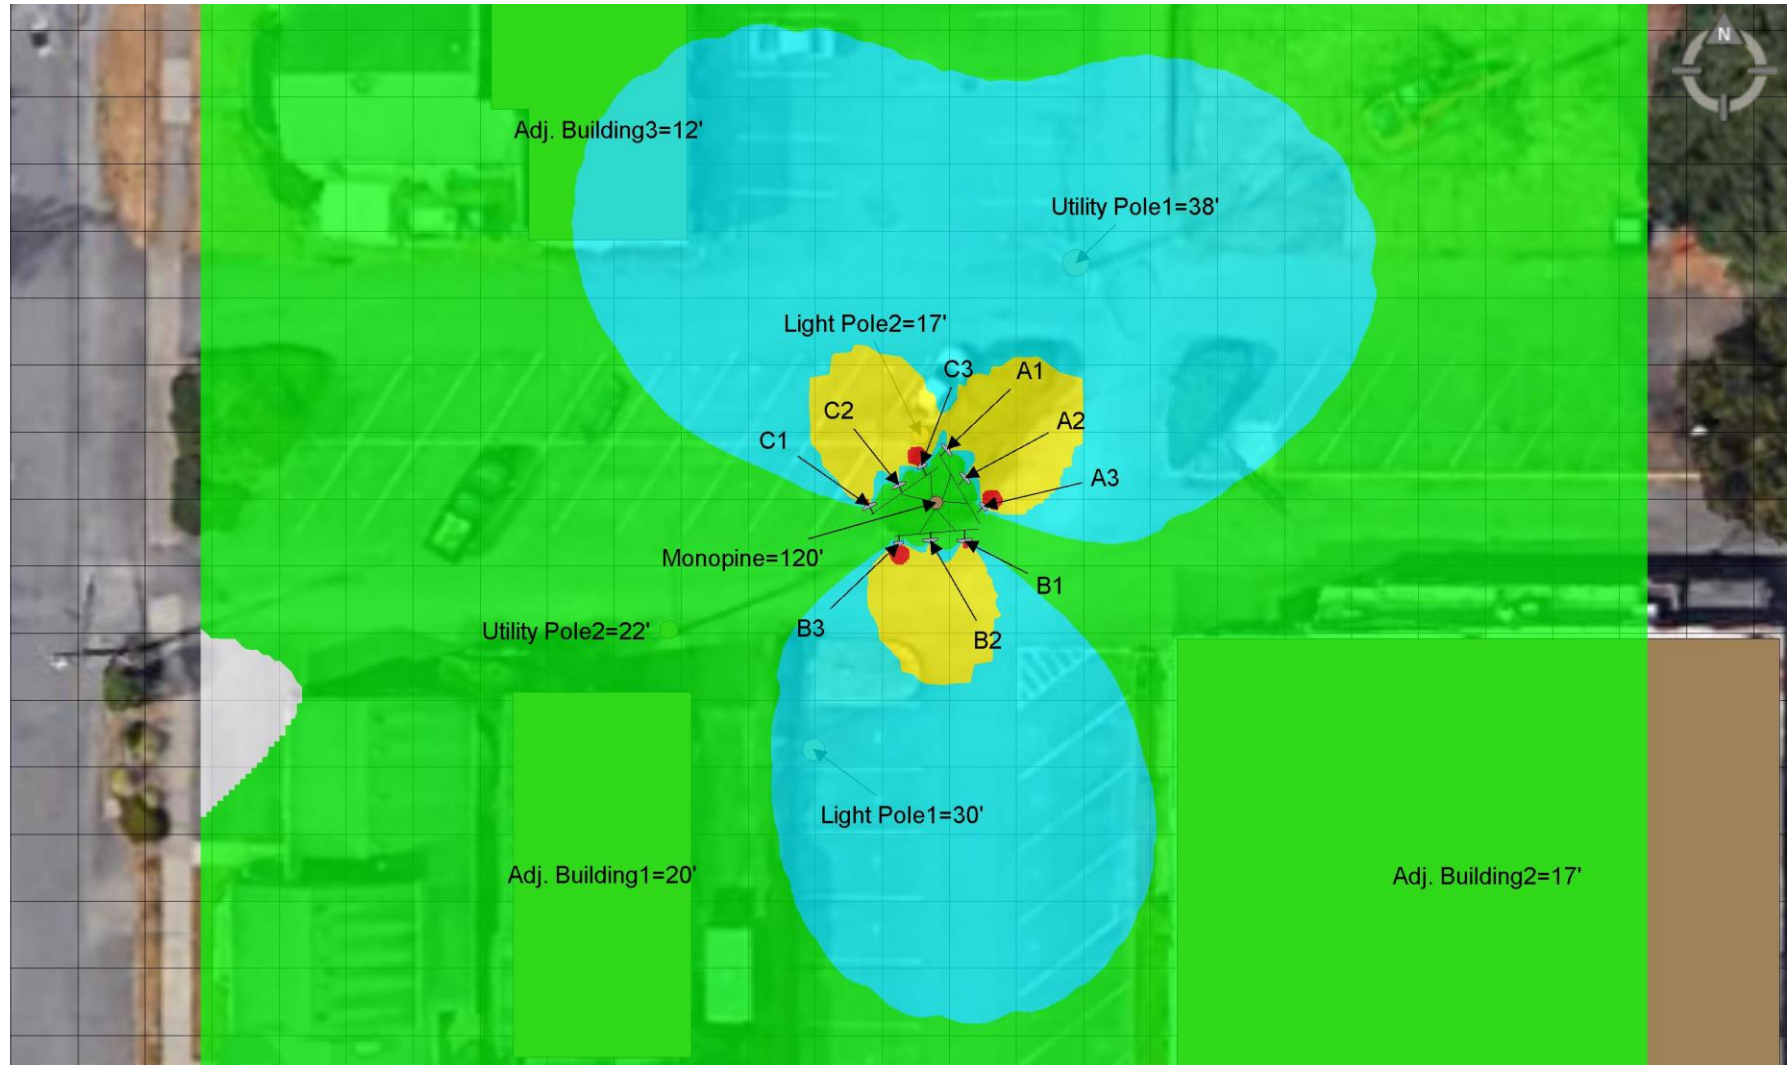 N
Adj. Building3=12'
Utility Pole1=38'
Light Pole2=17'
C3
A1
C2
A2
C1
A3
Monopine=120'
B1
B3
Utility Pole2=22'
B2
Light Pole1=30'
Adj. Building1=20'
Adj. Building2=17'